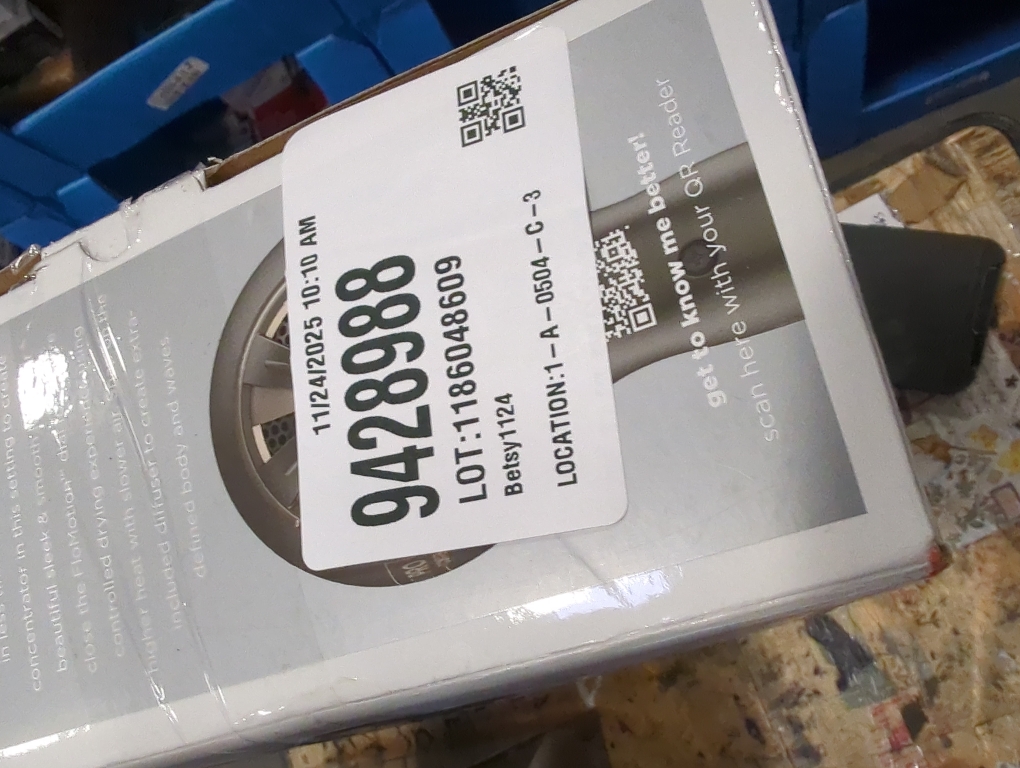 11/24/2025 10:10 AM
9428988
LOT:1186048609
Betsy1124
LOCATION:1-A-0504-C-3
get to know me better!
scan here with your QR Reader
in this setting to create
concentrator
beautiful sleek & smooth
close the FloMotion
controlled drying experience
higher heat with slower air
included diffuser to create extra-
defined body and waves